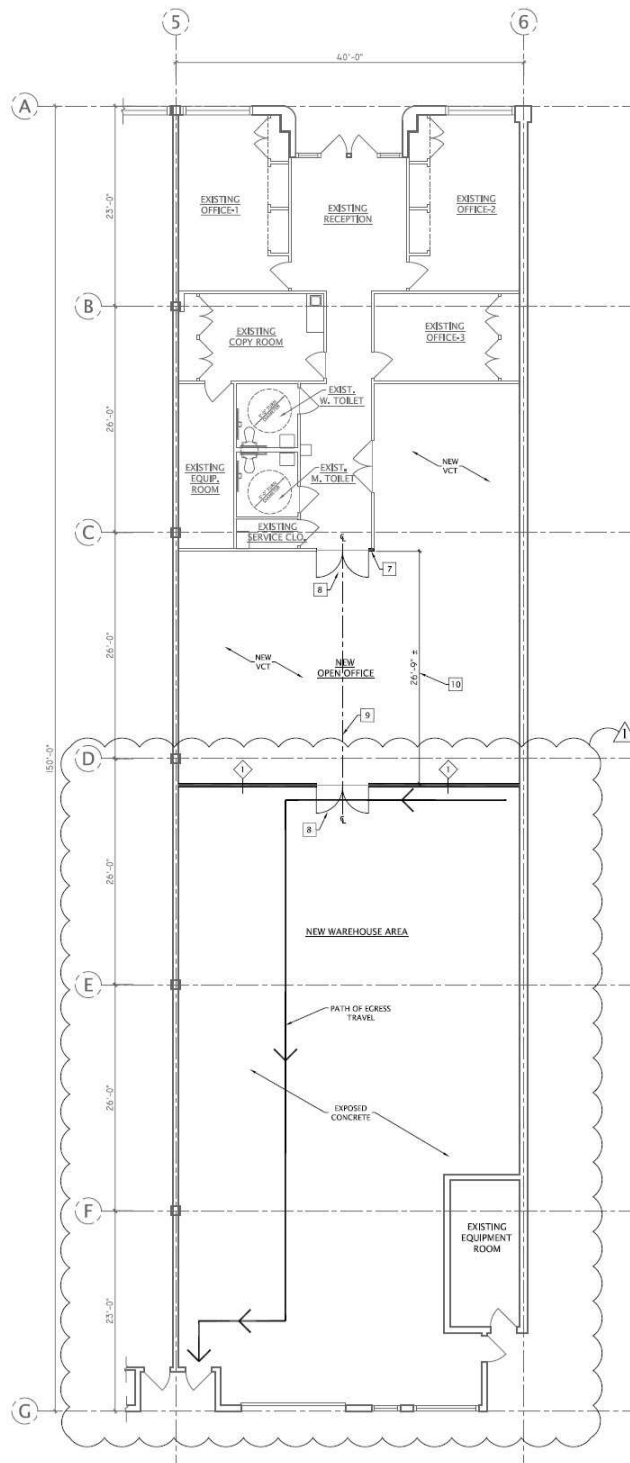 5
6
40'-0"
A
23'-0"
EXISTING
OFFICE-1
EXISTING
RECEPTION
EXISTING
OFFICE-2
B
EXISTING
COPY ROOM
EXISTING
OFFICE-3
26'-0"
EXIST.
W. TOILET
EXISTING
EQUIP.
ROOM
EXIST.
M. TOILET
NEW
VCT
C
EXISTING
SERVICE CLO.
7
8
26'-0"
NEW
VCT
NEW
OPEN OFFICE
26'-9" ±
10
9
1
150'-0"
D
1
1
8
26'-0"
NEW WAREHOUSE AREA
E
PATH OF EGRESS
TRAVEL
26'-0"
EXPOSED
CONCRETE
F
EXISTING
EQUIPMENT
ROOM
23'-0"
G